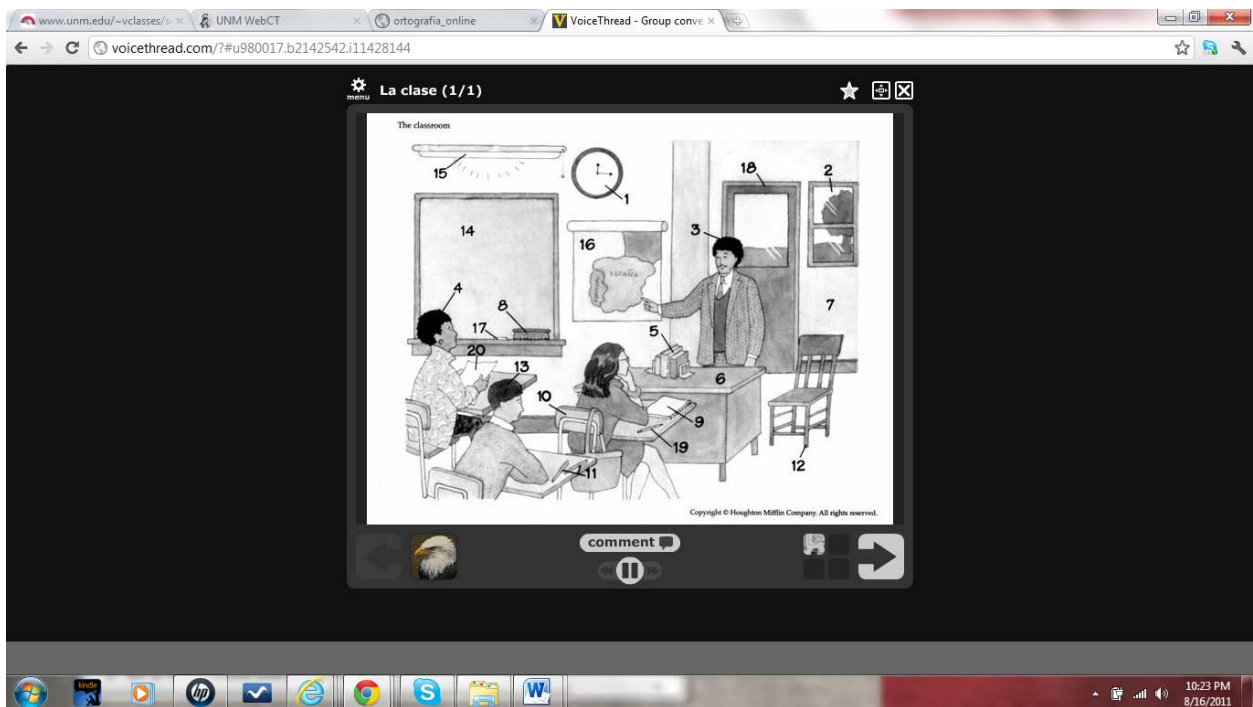 www.unm.edu/~vclasses/s
UNM WebCT
ortografia_online
VoiceThread - Group conve
voicethread.com/?#u980017.b2142542.i11428144
menu
La clase (1/1)
The classroom
15
1
18
2
14
16
3
ESPAÑA
4
8
7
17
5
20
13
6
10
9
19
11
12
Copyright © Houghton Mifflin Company. All rights reserved.
comment
kindle
hp
S
W
10:23 PM
8/16/2011